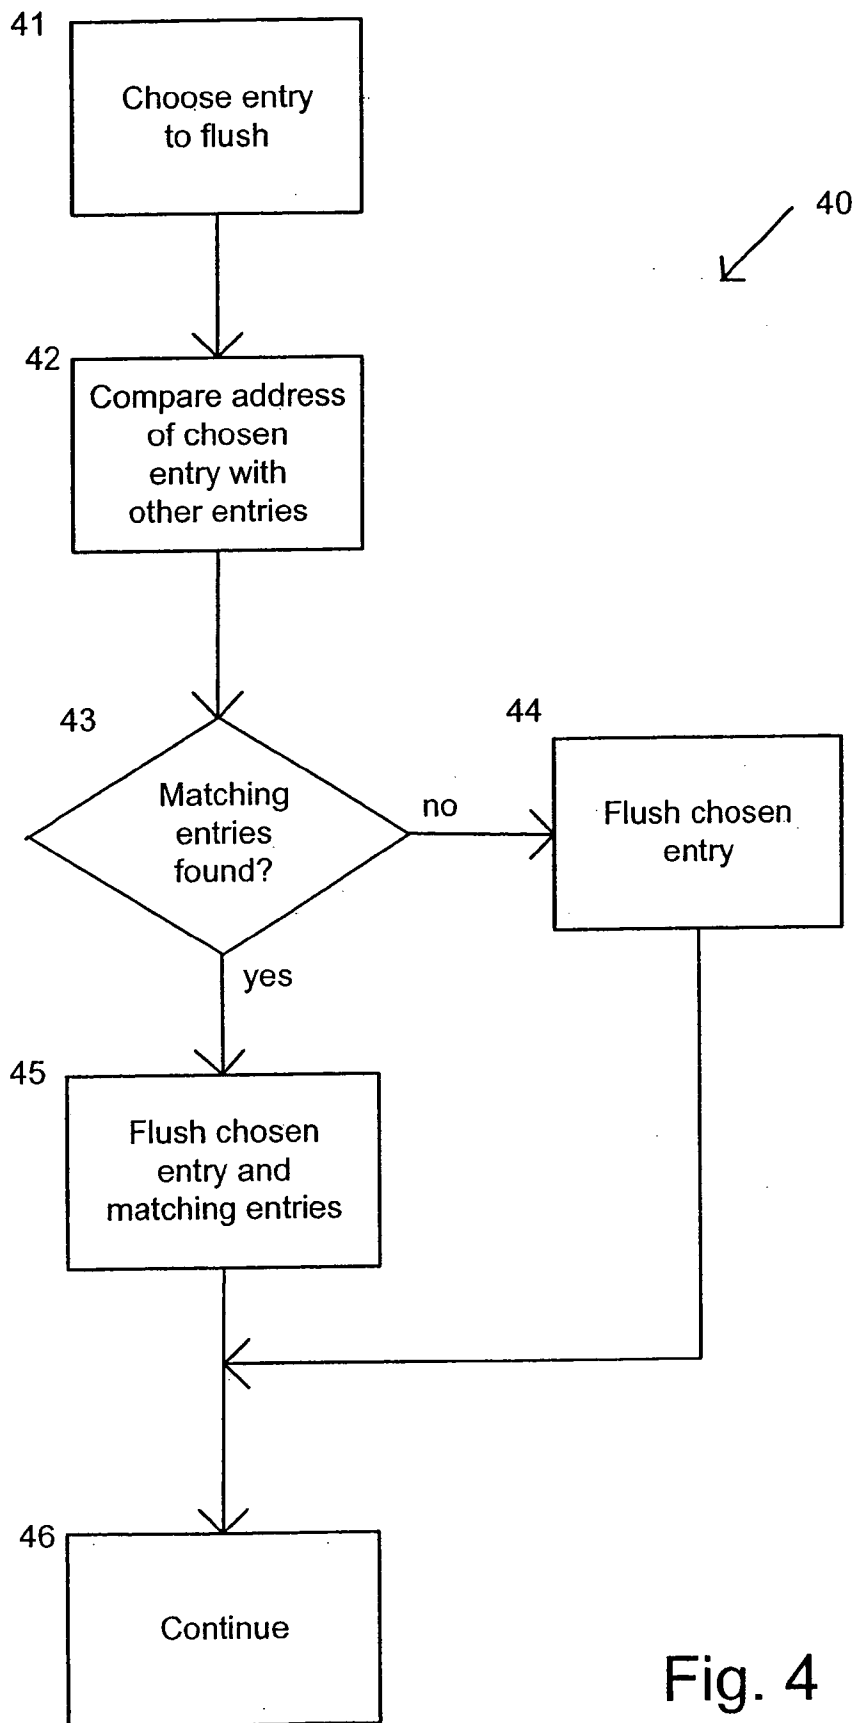 41
Choose entry
to flush
40
42
Compare address
of chosen
entry with
other entries
43
Matching
entries
found?
no
44
Flush chosen
entry
yes
45
Flush chosen
entry and
matching entries
46
Continue
Fig. 4